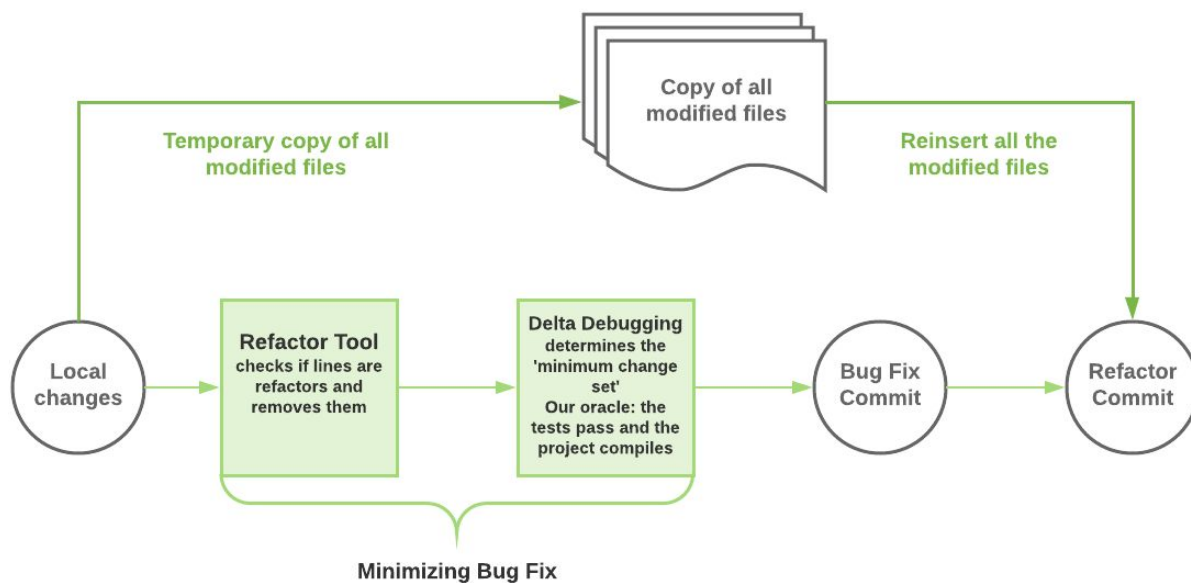 Copy of all
modified files
Temporary copy of all
modified files
Reinsert all the
modified files
Local
changes
Refactor Tool
checks if lines are
refactors and
removes them
Delta Debugging
determines the
'minimum change
set'
Our oracle: the
tests pass and the
project compiles
Bug Fix
Commit
Refactor
Commit
Minimizing Bug Fix